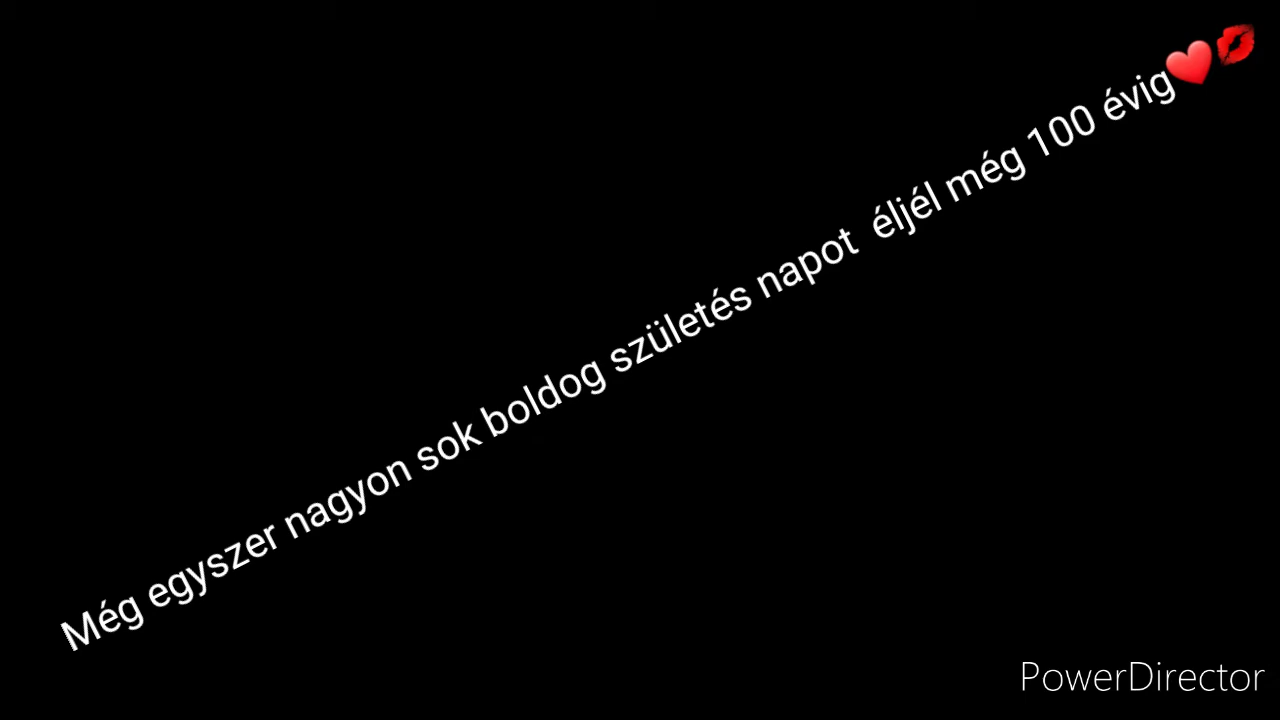 Még egyszer nagyon sok boldog születés napot  éljél még 100 évig❤️💋
PowerDirector